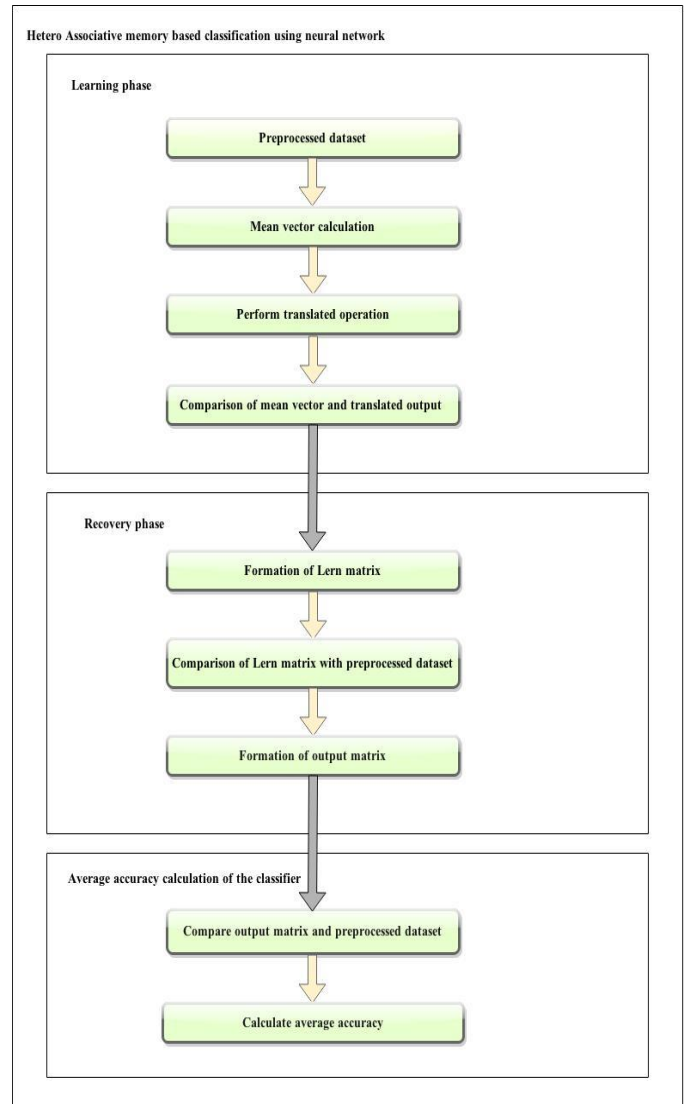 Hetero Associative memory based classification using neural network
Learning phase
Preprocessed dataset
Mean vector calculation
Perform translated operation
Comparison of mean vector and translated output
Recovery phase
Formation of Lern matrix
Comparison of Lern matrix with preprocessed dataset
Formation of output matrix
Average accuracy calculation of the classifier
Compare output matrix and preprocessed dataset
Calculate average accuracy